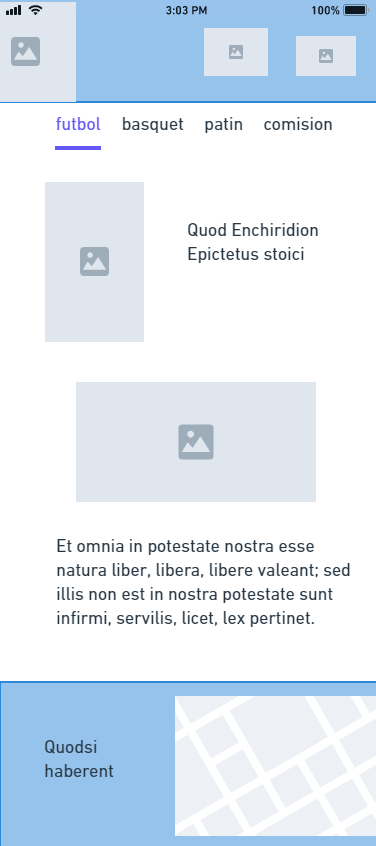 3:03 PM 100%
futbol basquet patin comision
Quod Enchiridion
Epictetus stoici
Et omnia in potestate nostra esse
natura liber, libera, libere valeant; sed
illis non est in nostra potestate sunt
infirmi, servilis, licet, lex pertinet.
Quodsi
haberent